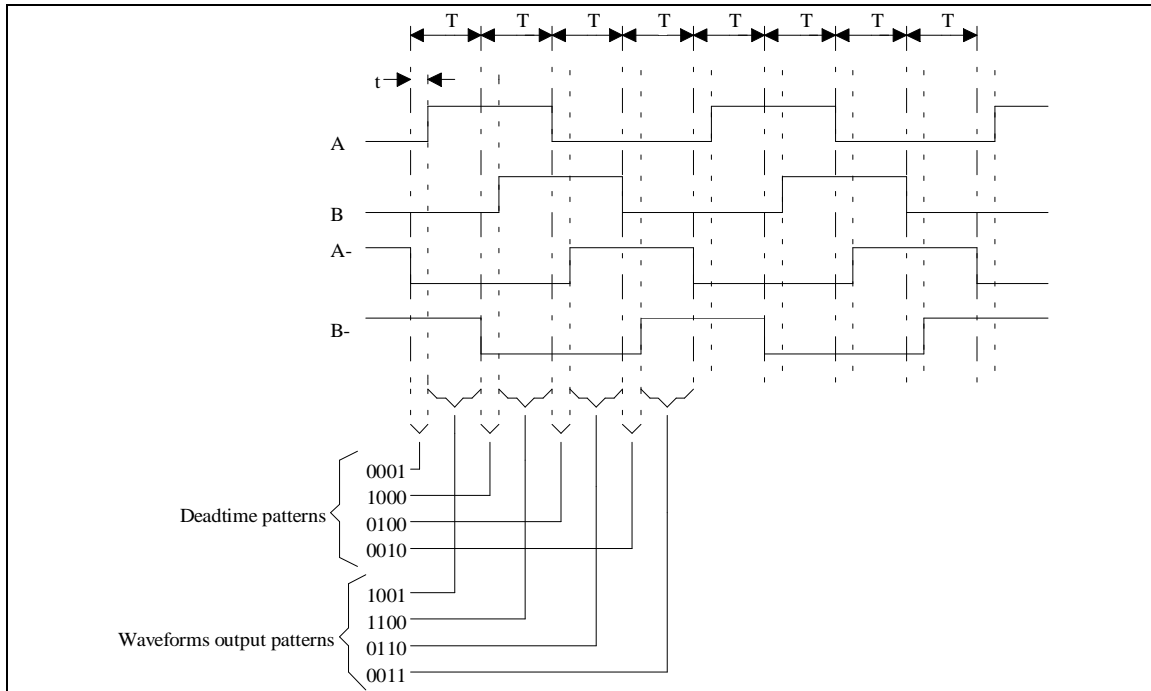 T T T T T T T T
t
A
B
A-
B-
0001
1000
Deadtime patterns
0100
0010
1001
1100
Waveforms output patterns
0110
0011